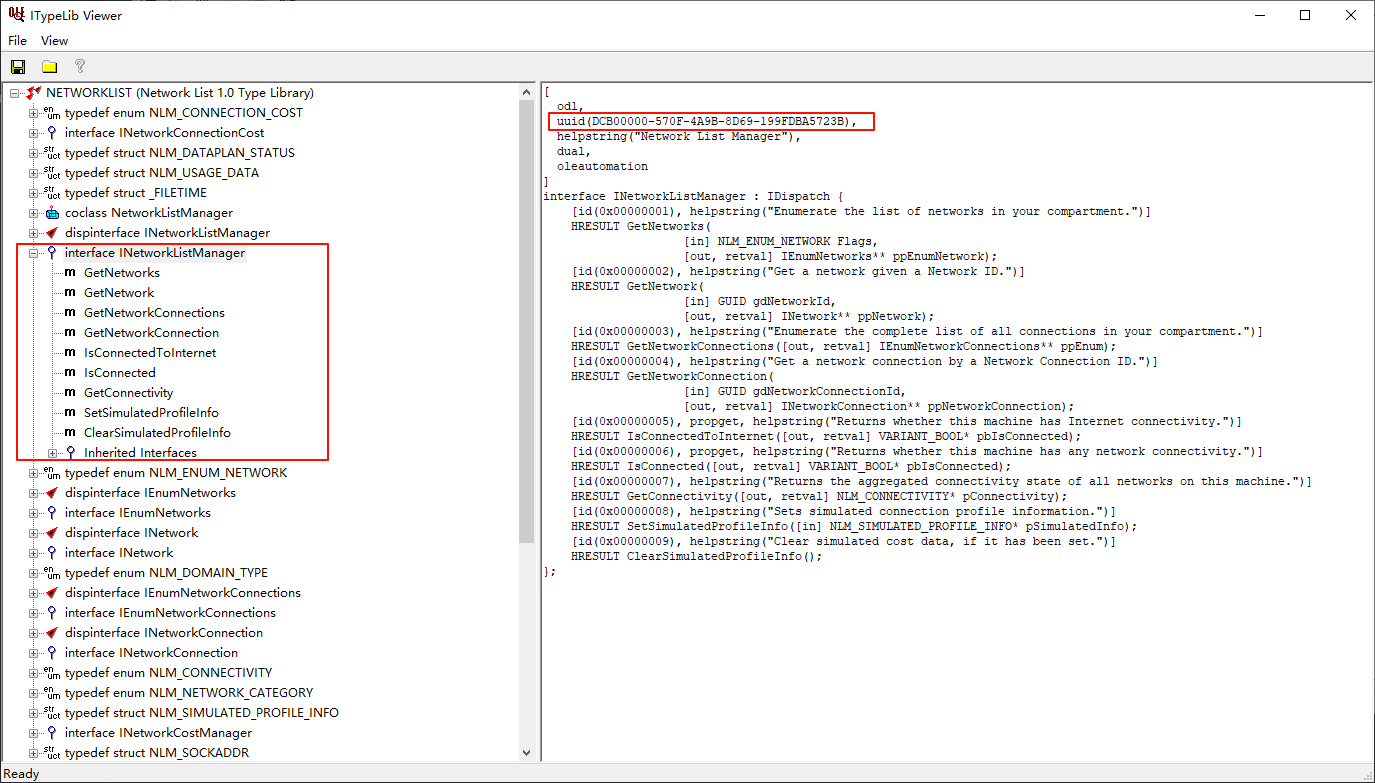 ITypeLib Viewer
File View
NETWORKLIST (Network List 1.0 Type Library)
typedef enum NLM_CONNECTION_COST
interface INetworkConnectionCost
typedef struct NLM_DATAPLAN_STATUS
typedef struct NLM_USAGE_DATA
typedef struct _FILETIME
coclass NetworkListManager
dispinterface INetworkListManager
interface INetworkListManager
m GetNetworks
m GetNetwork
m GetNetworkConnections
m GetNetworkConnection
m IsConnectedToInternet
m IsConnected
m GetConnectivity
m SetSimulatedProfileInfo
m ClearSimulatedProfileInfo
Inherited Interfaces
typedef enum NLM_ENUM_NETWORK
dispinterface IEnumNetworks
interface IEnumNetworks
dispinterface INetwork
interface INetwork
typedef enum NLM_DOMAIN_TYPE
dispinterface IEnumNetworkConnections
interface IEnumNetworkConnections
dispinterface INetworkConnection
interface INetworkConnection
typedef enum NLM_CONNECTIVITY
typedef enum NLM_NETWORK_CATEGORY
typedef struct NLM_SIMULATED_PROFILE_INFO
interface INetworkCostManager
typedef struct NLM_SOCKADDR
[
odl,
uuid(DCB00000-570F-4A9B-8D69-199FDBA5723B),
helpstring("Network List Manager"),
dual,
oleautomation
]
interface INetworkListManager : IDispatch {
[id(0x00000001), helpstring("Enumerate the list of networks in your compartment.")]
HRESULT GetNetworks(
[in] NLM_ENUM_NETWORK Flags,
[out, retval] IEnumNetworks** ppEnumNetwork);
[id(0x00000002), helpstring("Get a network given a Network ID.")]
HRESULT GetNetwork(
[in] GUID gdNetworkId,
[out, retval] INetwork** ppNetwork);
[id(0x00000003), helpstring("Enumerate the complete list of all connections in your compartment.")]
HRESULT GetNetworkConnections([out, retval] IEnumNetworkConnections** ppEnum);
[id(0x00000004), helpstring("Get a network connection by a Network Connection ID.")]
HRESULT GetNetworkConnection(
[in] GUID gdNetworkConnectionId,
[out, retval] INetworkConnection** ppNetworkConnection);
[id(0x00000005), propget, helpstring("Returns whether this machine has Internet connectivity.")]
HRESULT IsConnectedToInternet([out, retval] VARIANT_BOOL* pbIsConnected);
[id(0x00000006), propget, helpstring("Returns whether this machine has any network connectivity.")]
HRESULT IsConnected([out, retval] VARIANT_BOOL* pbIsConnected);
[id(0x00000007), helpstring("Returns the aggregated connectivity state of all networks on this machine.")]
HRESULT GetConnectivity([out, retval] NLM_CONNECTIVITY* pConnectivity);
[id(0x00000008), helpstring("Sets simulated connection profile information.")]
HRESULT SetSimulatedProfileInfo([in] NLM_SIMULATED_PROFILE_INFO* pSimulatedInfo);
[id(0x00000009), helpstring("Clear simulated cost data, if it has been set.")]
HRESULT ClearSimulatedProfileInfo();
};
Ready